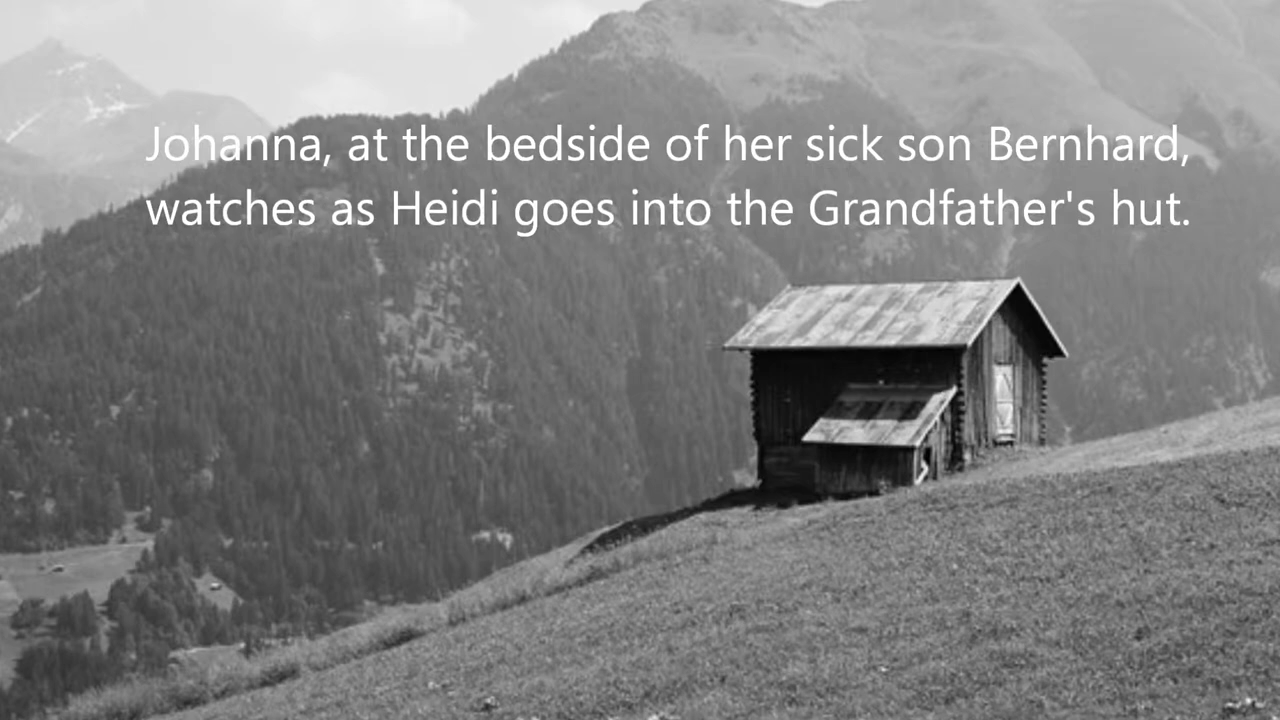 Johanna, at the bedside of her sick son Bernhard,
watches as Heidi goes into the Grandfather's hut.